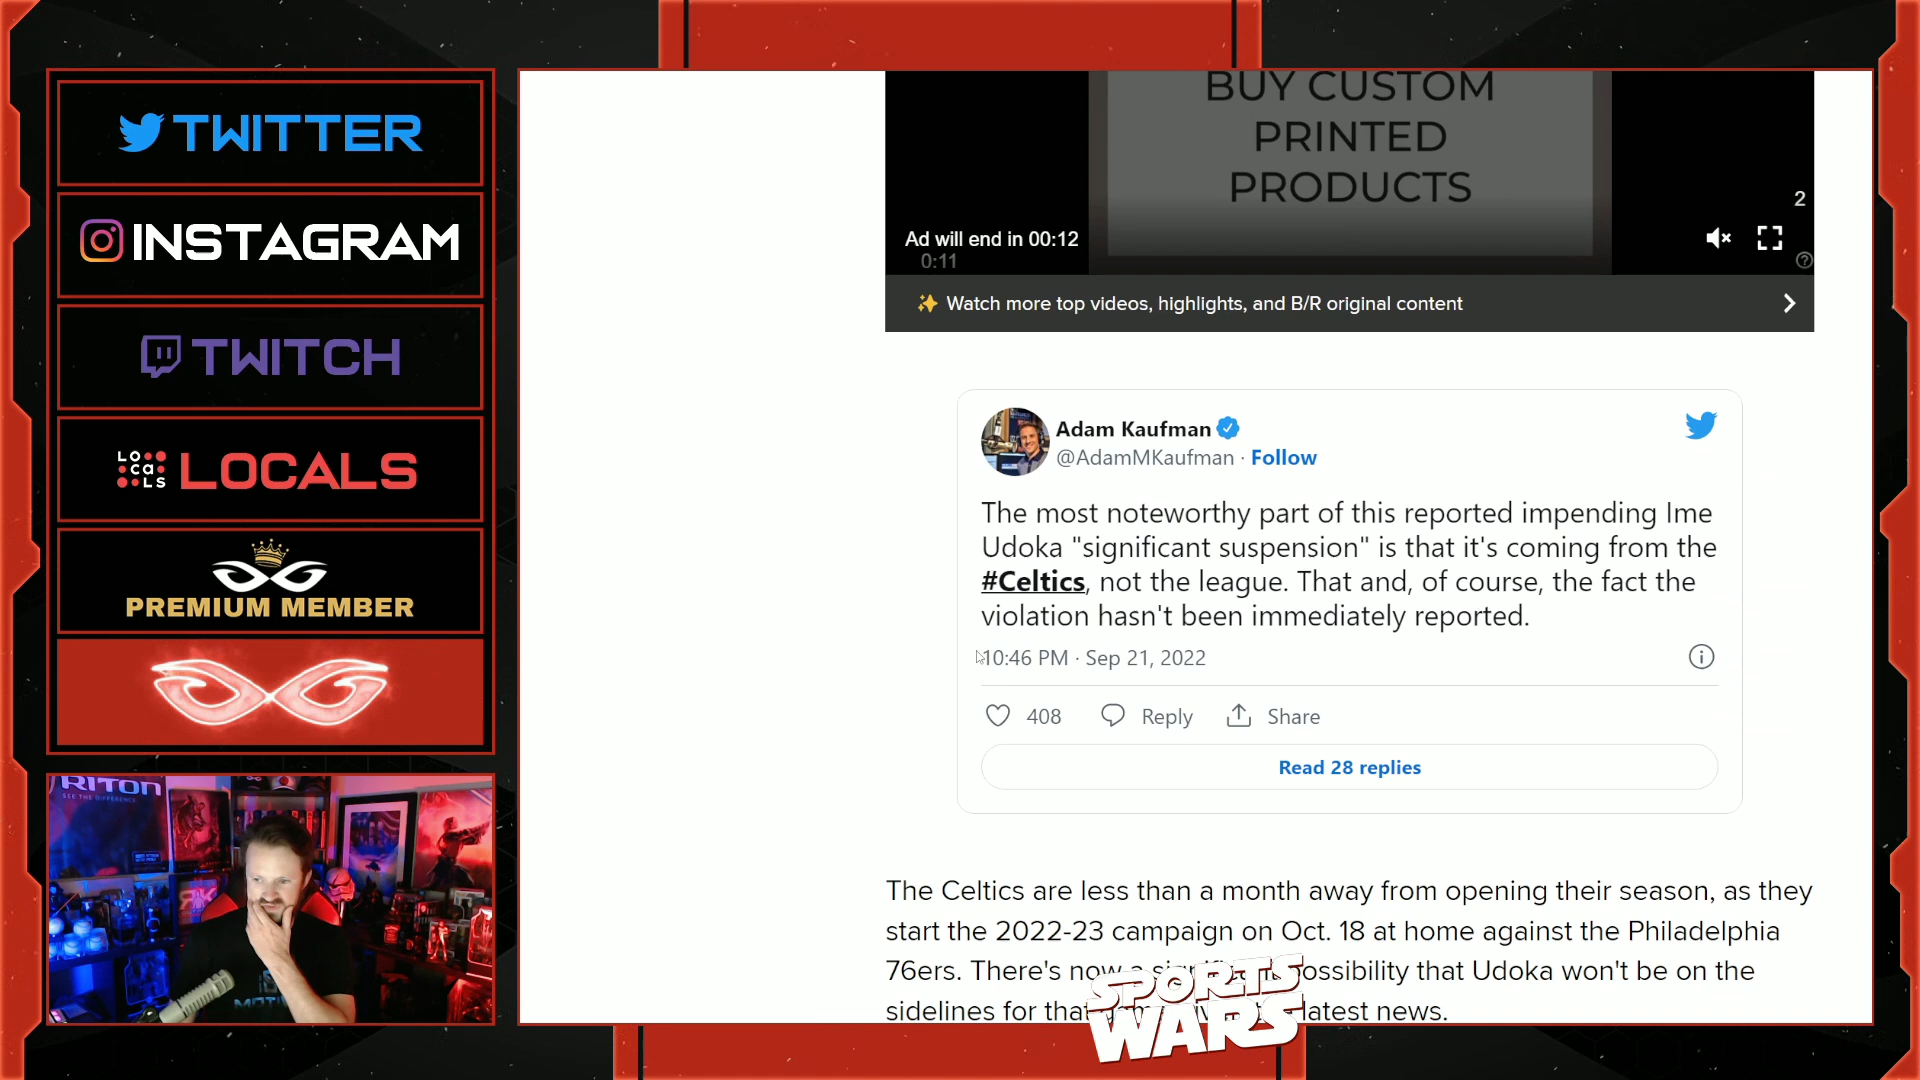 TWITTER
INSTAGRAM
TWITCH
LOCALS
LOCALS
PREMIUM MEMBER
RITON
SEE THE DIFFERENCE
BUY CUSTOM
PRINTED
PRODUCTS
2
Ad will end in 00:12
0:11
✨ Watch more top videos, highlights, and B/R original content
Adam Kaufman
@AdamMKaufman · Follow
The most noteworthy part of this reported impending Ime
Udoka "significant suspension" is that it's coming from the
#Celtics, not the league. That and, of course, the fact the
violation hasn't been immediately reported.
10:46 PM · Sep 21, 2022
408 Reply Share
Read 28 replies
The Celtics are less than a month away from opening their season, as they
start the 2022-23 campaign on Oct. 18 at home against the Philadelphia
76ers. There's now a possibility that Udoka won't be on the
sidelines for that latest news.
SPORTS
WARS